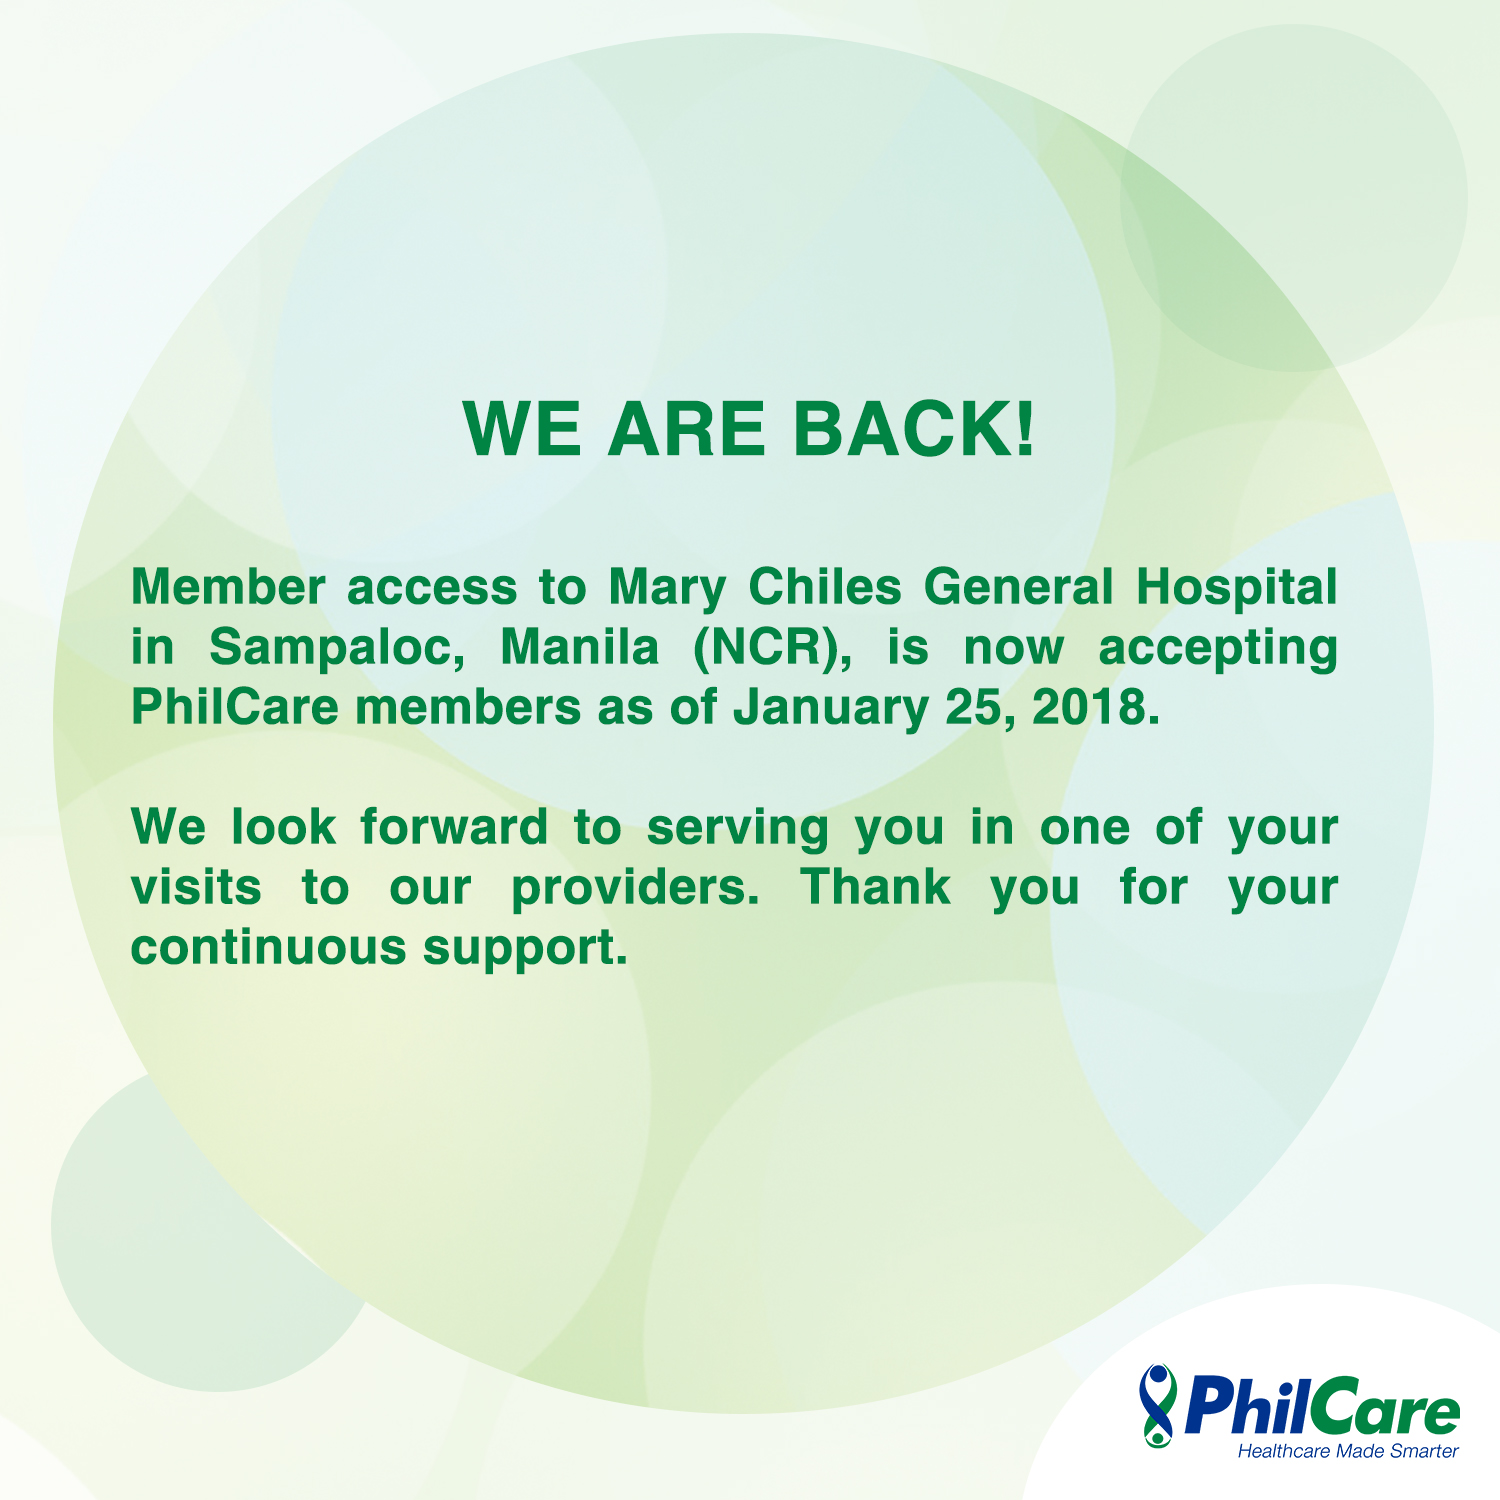 WE ARE BACK!
Member access to Mary Chiles General Hospital
in Sampaloc, Manila (NCR), is now accepting
PhilCare members as of January 25, 2018.
We look forward to serving you in one of your
visits to our providers. Thank you for your
continuous support.
PhilCare
Healthcare Made Smarter